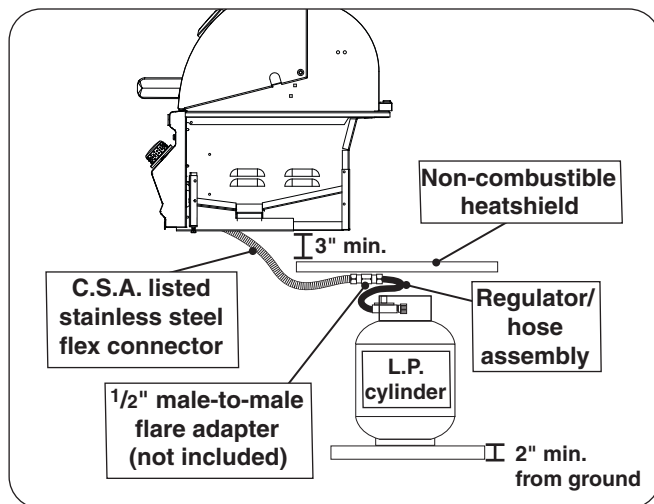 Non-combustible
heatshield
3" min.
C.S.A. listed
stainless steel
flex connector
Regulator/
hose
assembly
L.P.
cylinder
1/2" male-to-male
flare adapter
(not included)
2" min.
from ground